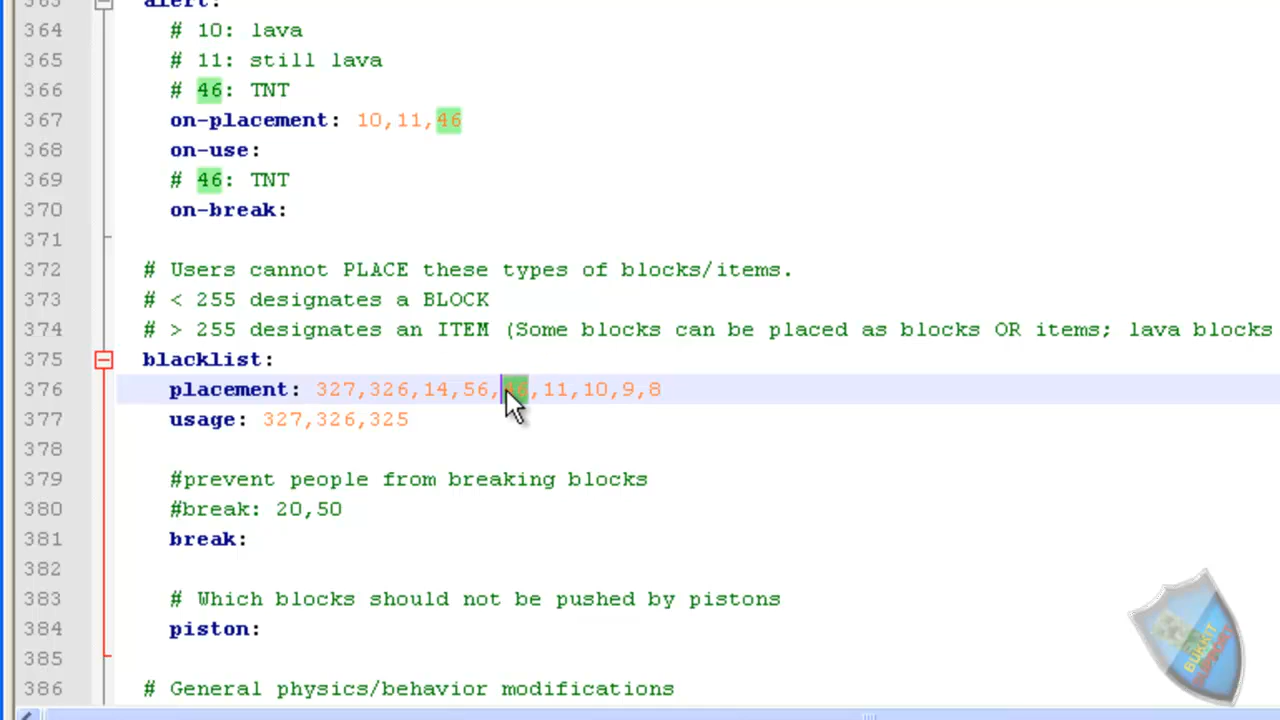 363 alert:
364 # 10: lava
365 # 11: still lava
366 # 46: TNT
367 on-placement: 10,11,46
368 on-use:
369 # 46: TNT
370 on-break:
371
372 # Users cannot PLACE these types of blocks/items.
373 # < 255 designates a BLOCK
374 # > 255 designates an ITEM (Some blocks can be placed as blocks OR items; lava blocks
375 blacklist:
376 placement: 327,326,14,56,46,11,10,9,8
377 usage: 327,326,325
378
379 #prevent people from breaking blocks
380 #break: 20,50
381 break:
382
383 # Which blocks should not be pushed by pistons
384 piston:
385
386 # General physics/behavior modifications
BUKKIT